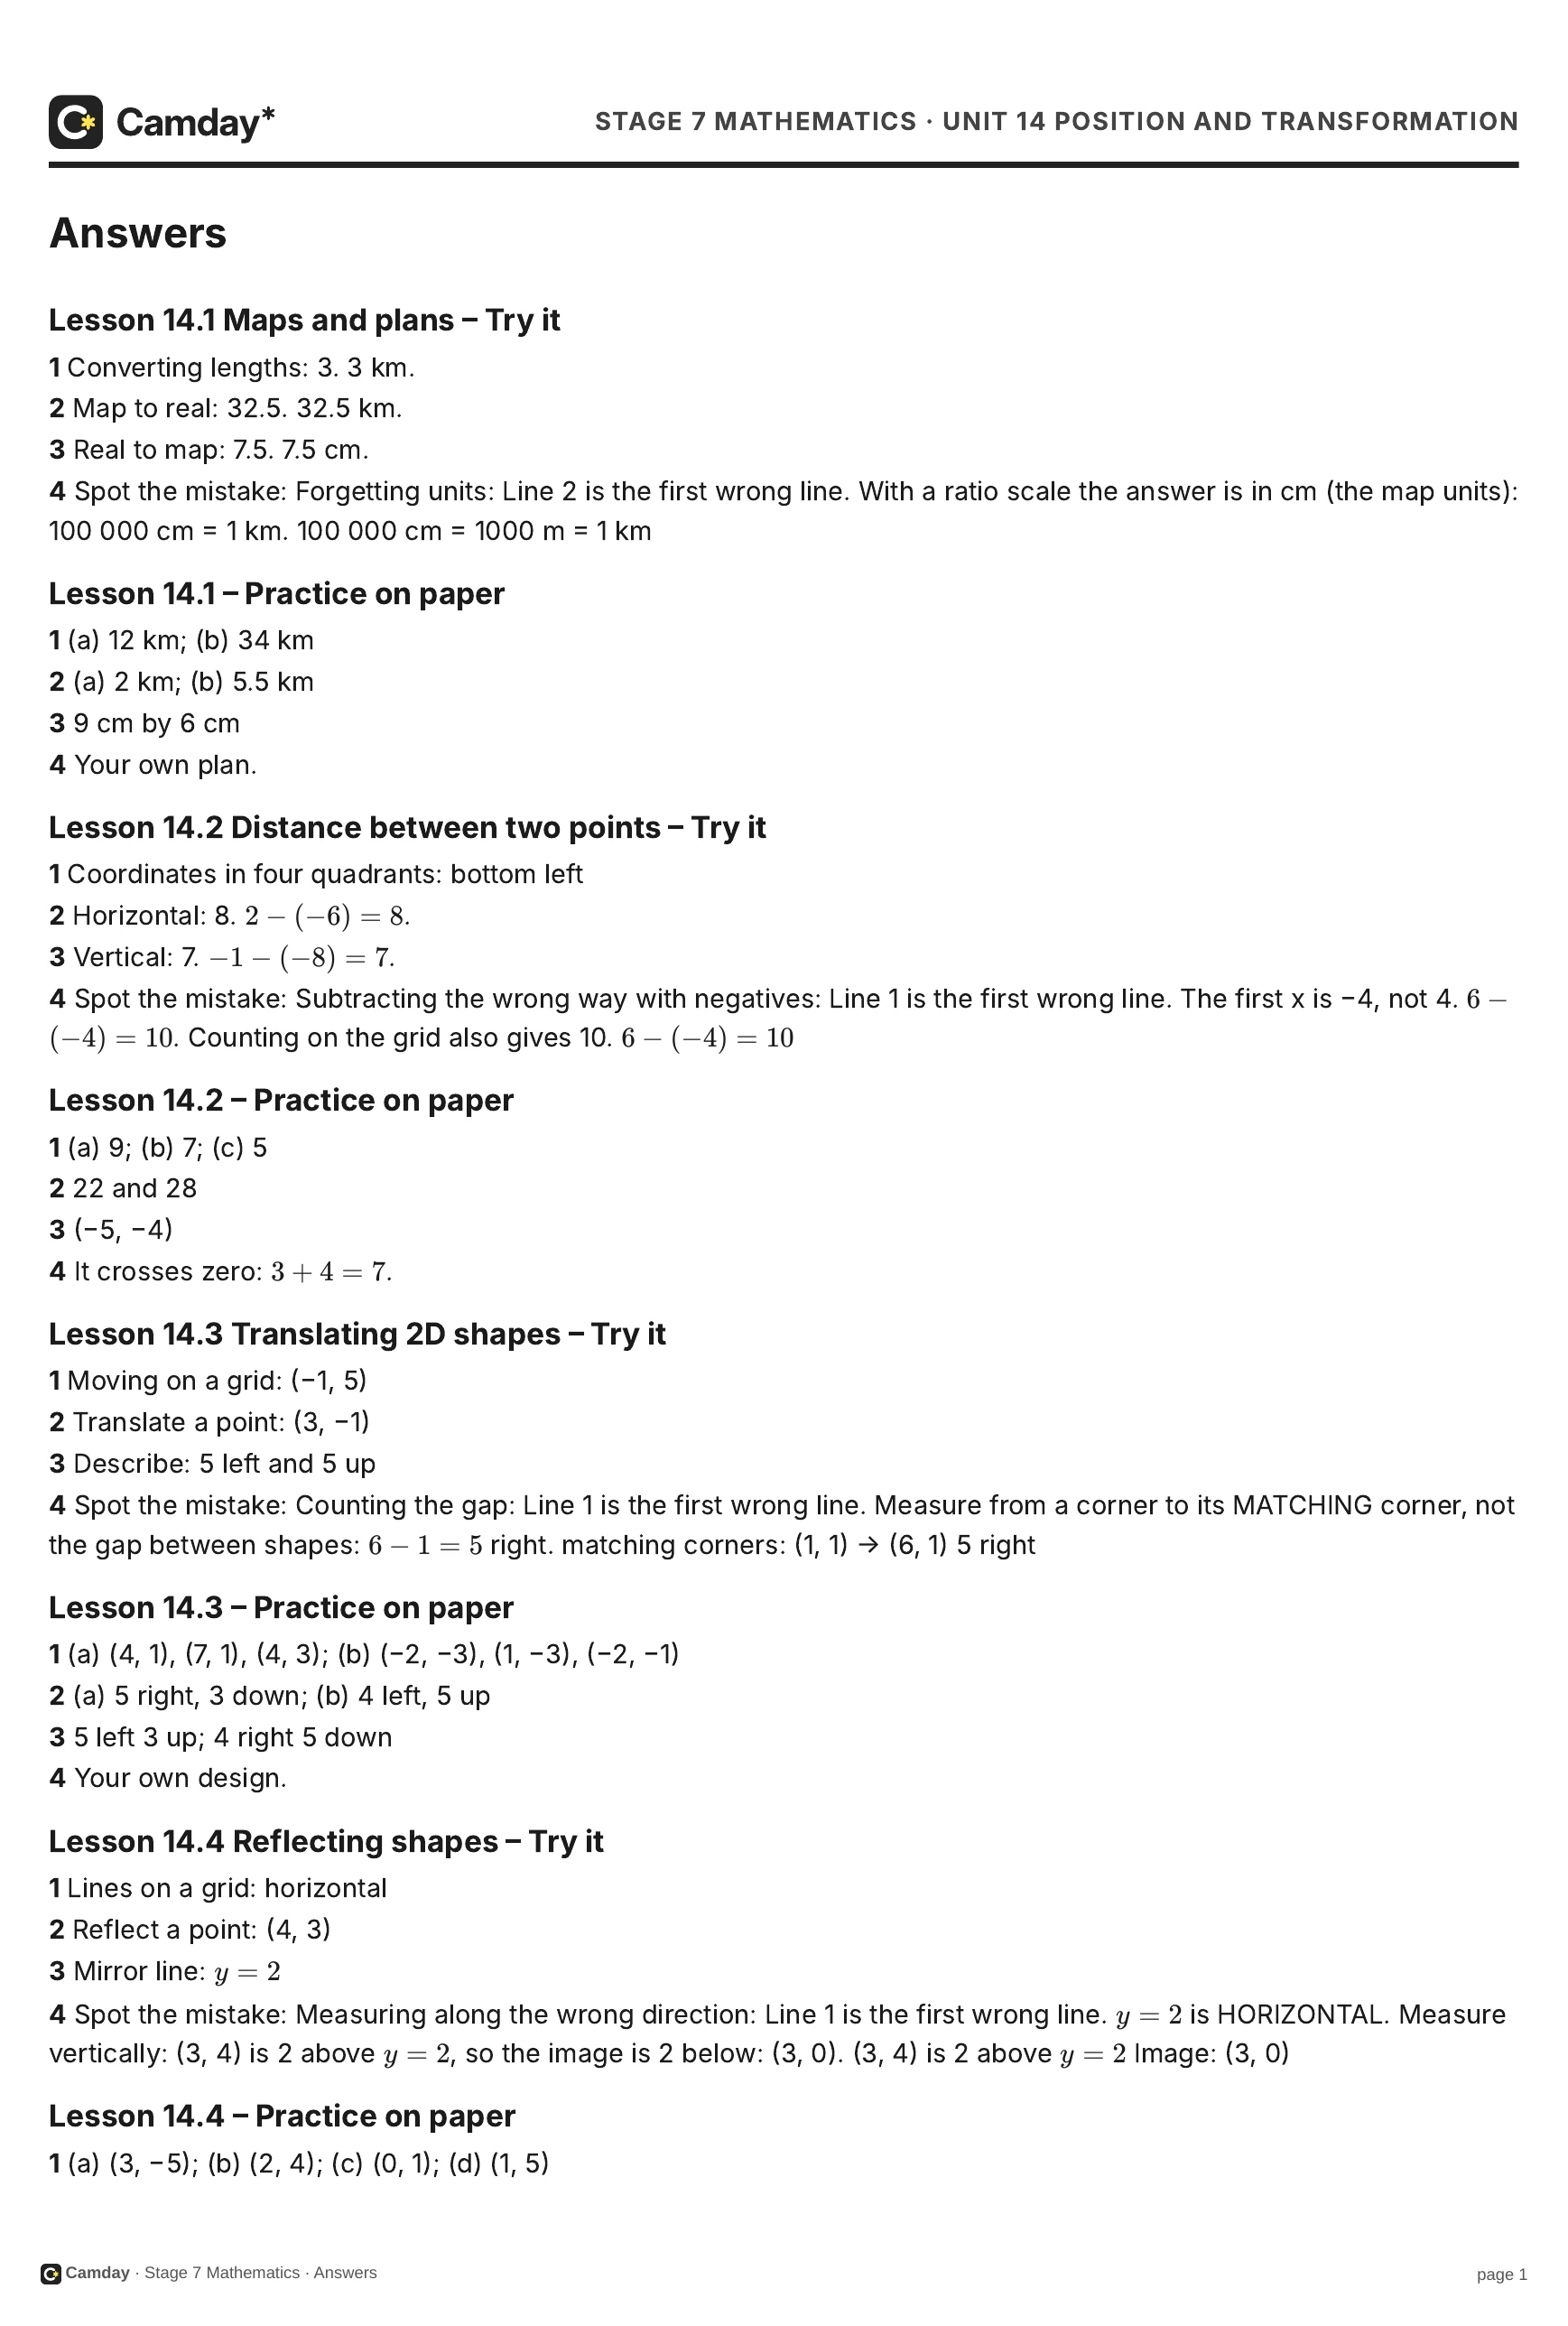 Camday*
STAGE 7 MATHEMATICS · UNIT 14 POSITION AND TRANSFORMATION
Answers
Lesson 14.1 Maps and plans – Try it
1 Converting lengths: 3. 3 km.
2 Map to real: 32.5. 32.5 km.
3 Real to map: 7.5. 7.5 cm.
4 Spot the mistake: Forgetting units: Line 2 is the first wrong line. With a ratio scale the answer is in cm (the map units):
100 000 cm = 1 km. 100 000 cm = 1000 m = 1 km
Lesson 14.1 – Practice on paper
1 (a) 12 km; (b) 34 km
2 (a) 2 km; (b) 5.5 km
3 9 cm by 6 cm
4 Your own plan.
Lesson 14.2 Distance between two points – Try it
1 Coordinates in four quadrants: bottom left
2 Horizontal: 8. 2 − (−6) = 8.
3 Vertical: 7. −1 − (−8) = 7.
4 Spot the mistake: Subtracting the wrong way with negatives: Line 1 is the first wrong line. The first x is −4, not 4. 6 −
(−4) = 10. Counting on the grid also gives 10. 6 − (−4) = 10
Lesson 14.2 – Practice on paper
1 (a) 9; (b) 7; (c) 5
2 22 and 28
3 (−5, −4)
4 It crosses zero: 3 + 4 = 7.
Lesson 14.3 Translating 2D shapes – Try it
1 Moving on a grid: (−1, 5)
2 Translate a point: (3, −1)
3 Describe: 5 left and 5 up
4 Spot the mistake: Counting the gap: Line 1 is the first wrong line. Measure from a corner to its MATCHING corner, not
the gap between shapes: 6 − 1 = 5 right. matching corners: (1, 1) → (6, 1) 5 right
Lesson 14.3 – Practice on paper
1 (a) (4, 1), (7, 1), (4, 3); (b) (−2, −3), (1, −3), (−2, −1)
2 (a) 5 right, 3 down; (b) 4 left, 5 up
3 5 left 3 up; 4 right 5 down
4 Your own design.
Lesson 14.4 Reflecting shapes – Try it
1 Lines on a grid: horizontal
2 Reflect a point: (4, 3)
3 Mirror line: y = 2
4 Spot the mistake: Measuring along the wrong direction: Line 1 is the first wrong line. y = 2 is HORIZONTAL. Measure
vertically: (3, 4) is 2 above y = 2, so the image is 2 below: (3, 0). (3, 4) is 2 above y = 2 Image: (3, 0)
Lesson 14.4 – Practice on paper
1 (a) (3, −5); (b) (2, 4); (c) (0, 1); (d) (1, 5)
Camday · Stage 7 Mathematics · Answers
page 1